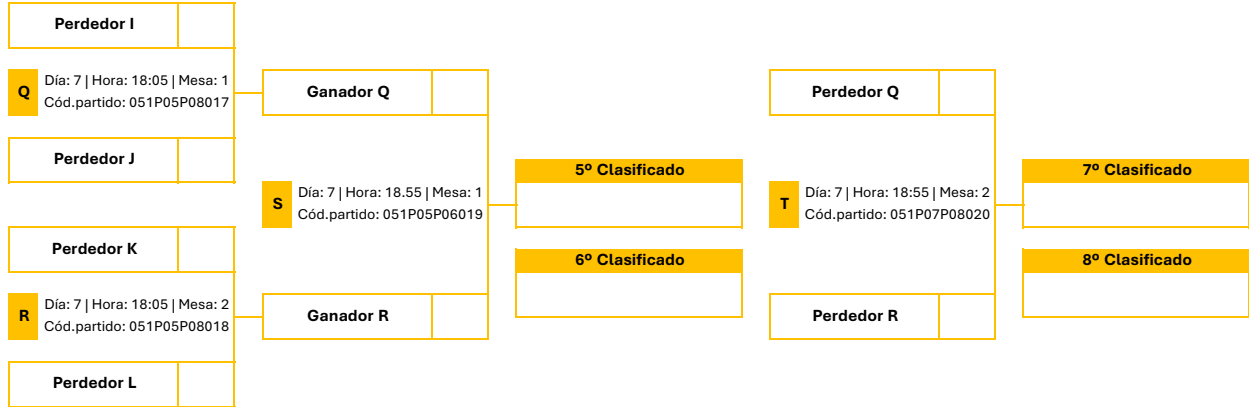 Perdedor I
Q
Día: 7 | Hora: 18:05 | Mesa: 1
Cód.partido: 051P05P08017
Perdedor J
Ganador Q
Perdedor K
R
Día: 7 | Hora: 18:05 | Mesa: 2
Cód.partido: 051P05P08018
Perdedor L
Ganador R
S
Día: 7 | Hora: 18.55 | Mesa: 1
Cód.partido: 051P05P06019
5º Clasificado
6º Clasificado
Perdedor Q
T
Día: 7 | Hora: 18:55 | Mesa: 2
Cód.partido: 051P07P08020
Perdedor R
7º Clasificado
8º Clasificado